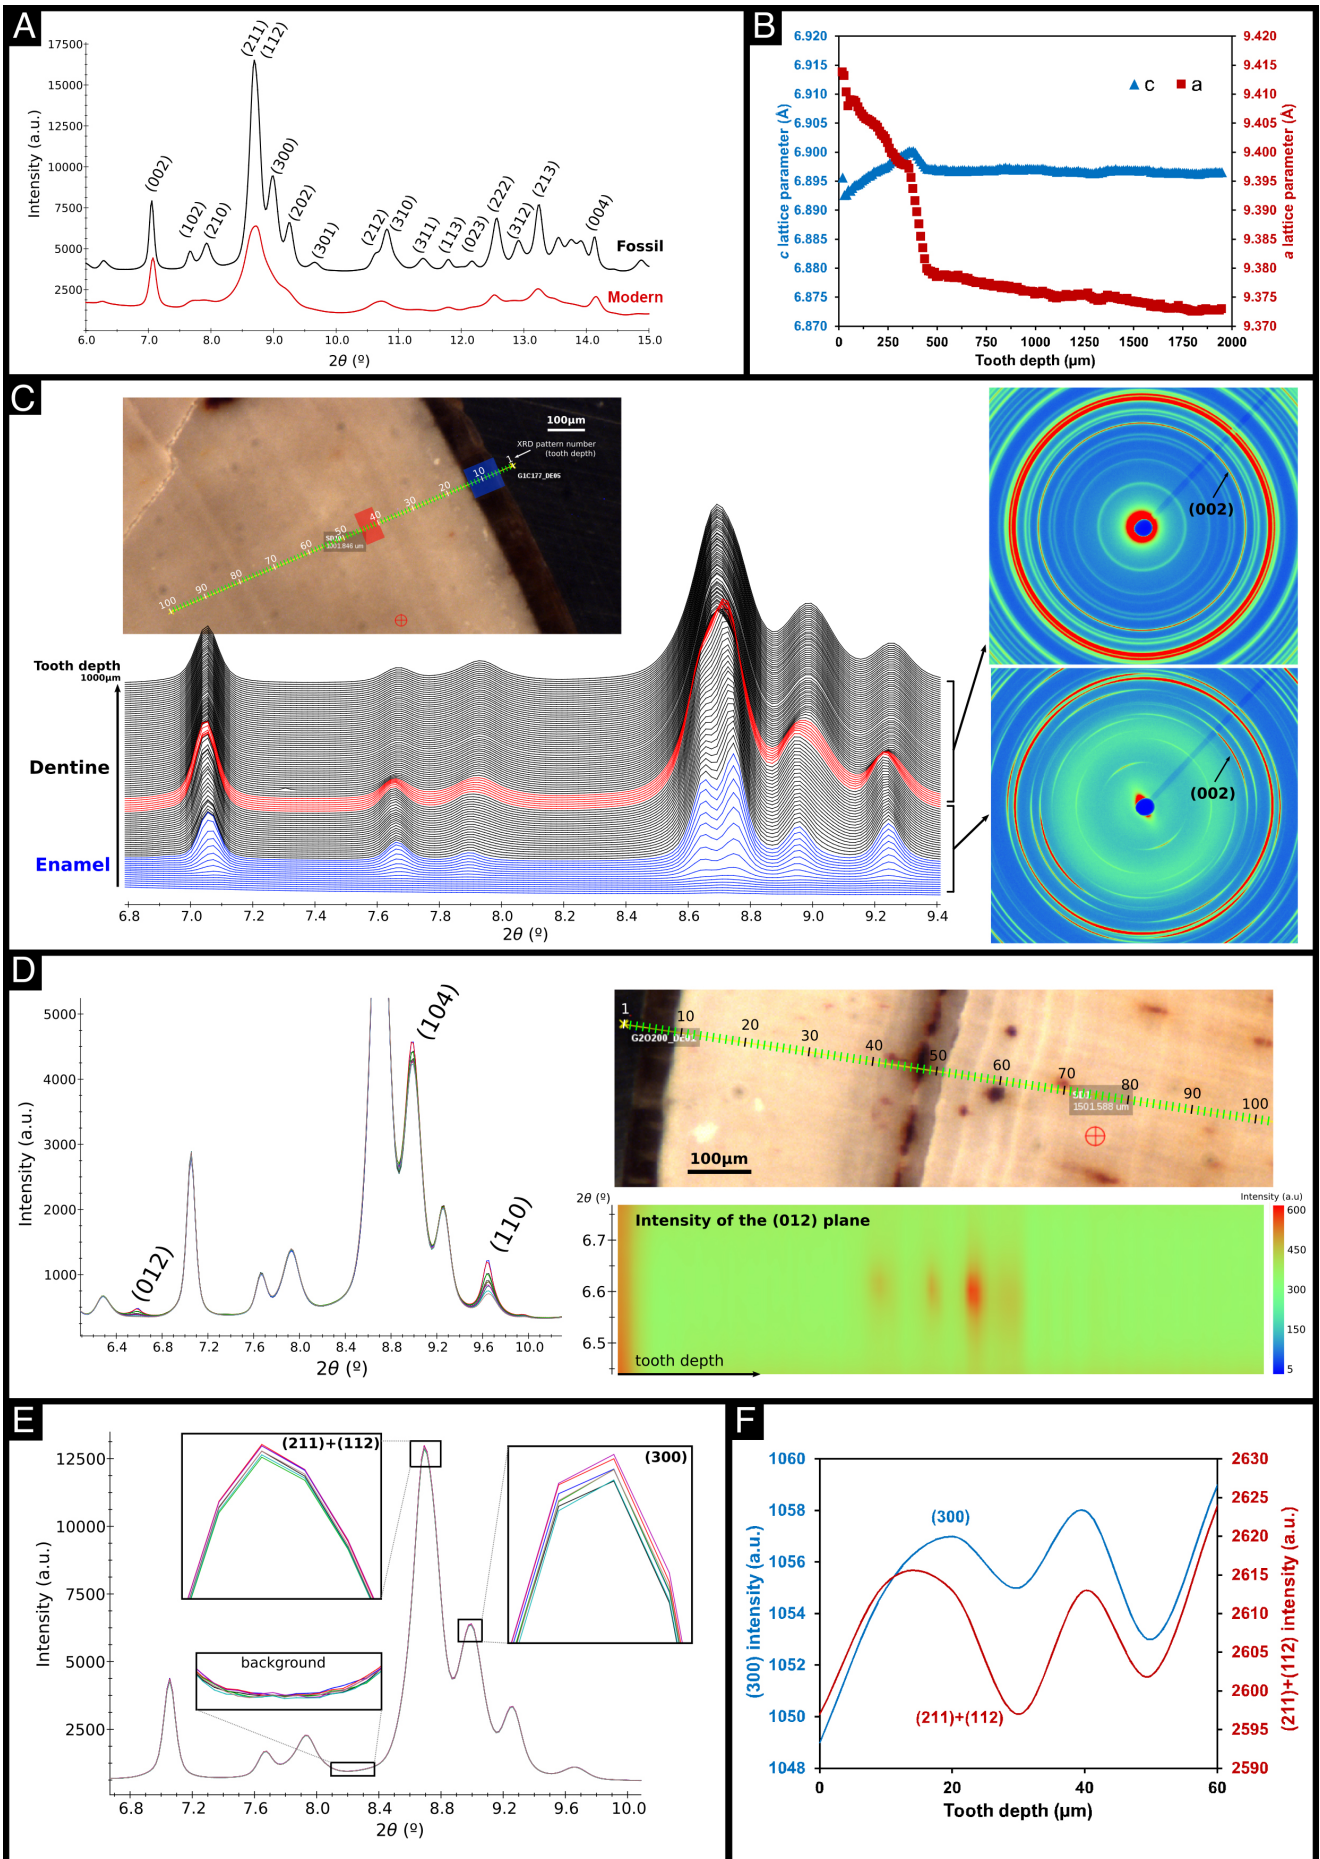 A
17500
15000
12500
10000
7500
5000
2500
Intensity (a.u.)
(002)
(102)
(210)
(211)
(112)
(300)
(202)
(301)
(212)
(310)
(311)
(113)
(023)
(222)
(312)
(213)
(004)
Fossil
Modern
6.0 7.0 8.0 9.0 10.0 11.0 12.0 13.0 14.0 15.0
2θ (º)
B
6.920
6.915
6.910
6.905
6.900
6.895
6.890
6.885
6.880
6.875
6.870
c lattice parameter (Å)
c a
9.420
9.415
9.410
9.405
9.400
9.395
9.390
9.385
9.380
9.375
9.370
a lattice parameter (Å)
0 250 500 750 1000 1250 1500 1750 2000
Tooth depth (µm)
C
100µm
XRD pattern number
(tooth depth)
G1C177_DE05
1
10
20
30
40
50
60
70
80
90
100
1001.846 um
Tooth depth
1000µm
Dentine
Enamel
6.8 7.0 7.2 7.4 7.6 7.8 8.0 8.2 8.4 8.6 8.8 9.0 9.2 9.4
2θ (º)
(002)
(002)
D
5000
4000
3000
2000
1000
Intensity (a.u.)
(012)
(104)
(110)
6.4 6.8 7.2 7.6 8.0 8.4 8.8 9.2 9.6 10.0
2θ (º)
1
10
20
30
40
50
60
70
80
90
100
1501.588 um
100µm
2θ (º)
6.7
6.6
6.5
Intensity of the (012) plane
tooth depth
Intensity (a.u)
600
450
300
150
5
E
12500
10000
7500
5000
2500
Intensity (a.u.)
(211)+(112)
(300)
background
6.8 7.2 7.6 8.0 8.4 8.8 9.2 9.6 10.0
2θ (º)
F
1060
1058
1056
1054
1052
1050
1048
(300) intensity (a.u.)
(300)
(211)+(112)
2630
2625
2620
2615
2610
2605
2600
2595
2590
(211)+(112) intensity (a.u.)
0 20 40 60
Tooth depth (µm)